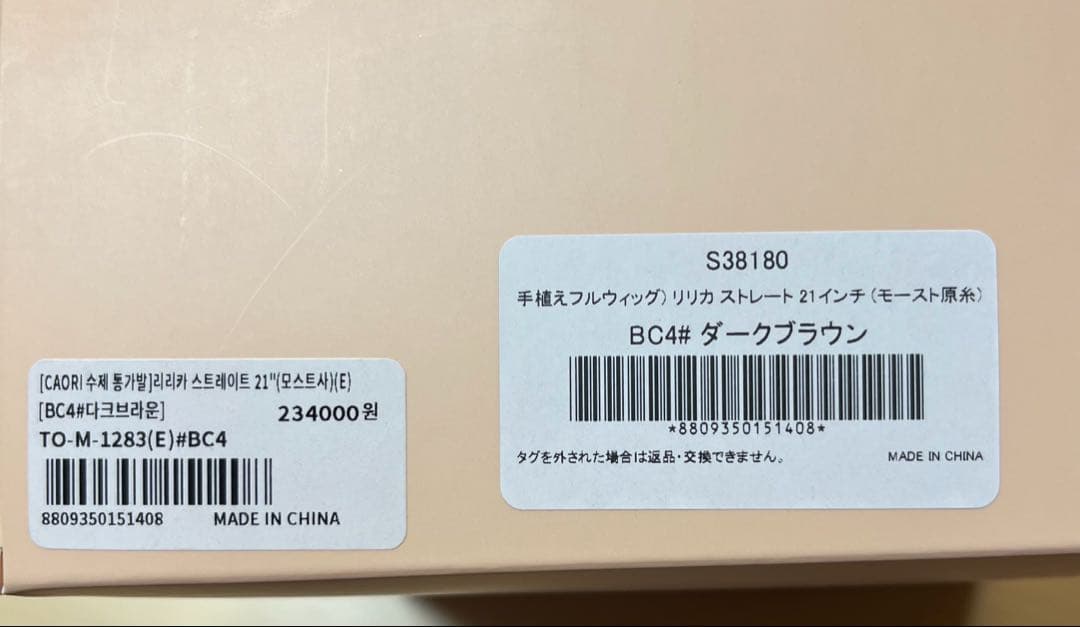 [CAORI 수제 통가발]리리카 스트레이트 21"(모스트사)(E)
[BC4#다크브라운] 234000원
TO-M-1283(E)#BC4
8809350151408 MADE IN CHINA
S38180
手植えフルウィッグ）リリカ ストレート 21インチ（モースト原糸）
BC4# ダークブラウン
*8809350151408*
タグを外された場合は返品・交換できません。 MADE IN CHINA